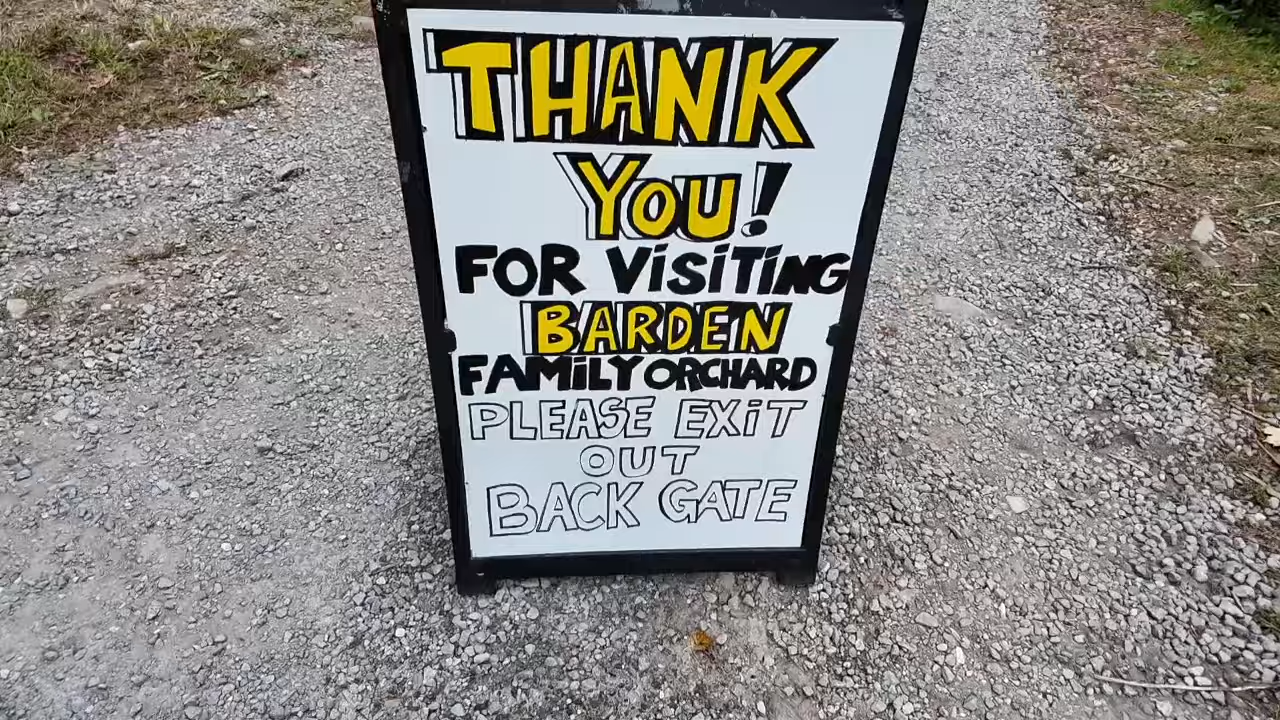 THANK
YOU!
FOR VISITING
BARDEN
FAMILY ORCHARD
PLEASE EXIT
OUT
BACK GATE